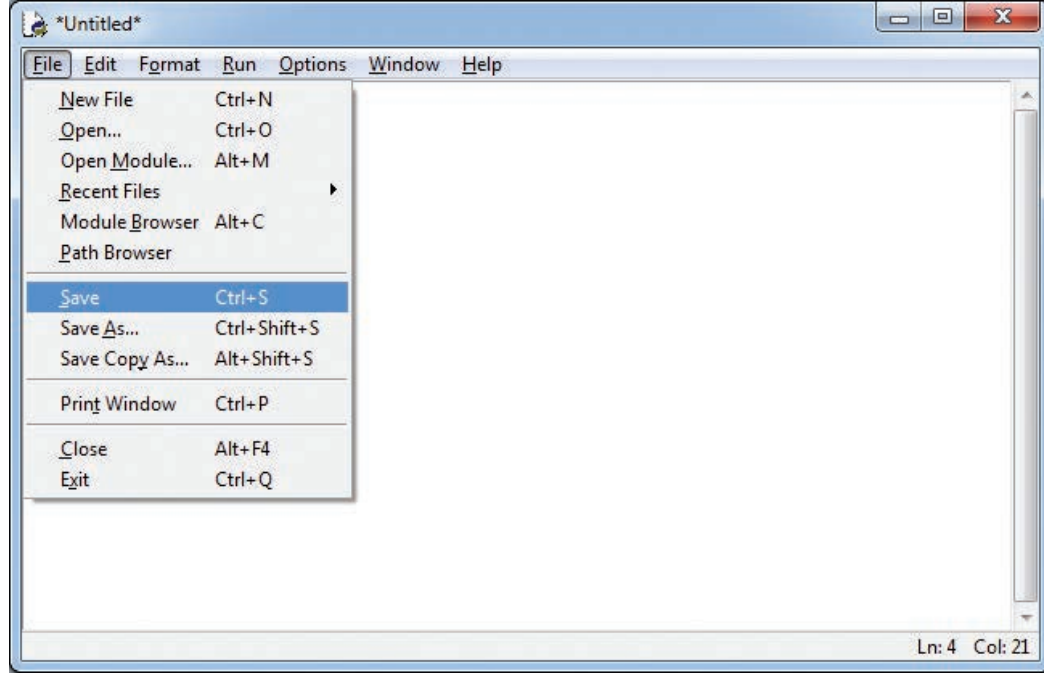 *Untitled*
File Edit Format Run Options Window Help
New File Ctrl+N
Open... Ctrl+O
Open Module... Alt+M
Recent Files
Module Browser Alt+C
Path Browser
Save Ctrl+S
Save As... Ctrl+Shift+S
Save Copy As... Alt+Shift+S
Print Window Ctrl+P
Close Alt+F4
Exit Ctrl+Q
Ln: 4 Col: 21